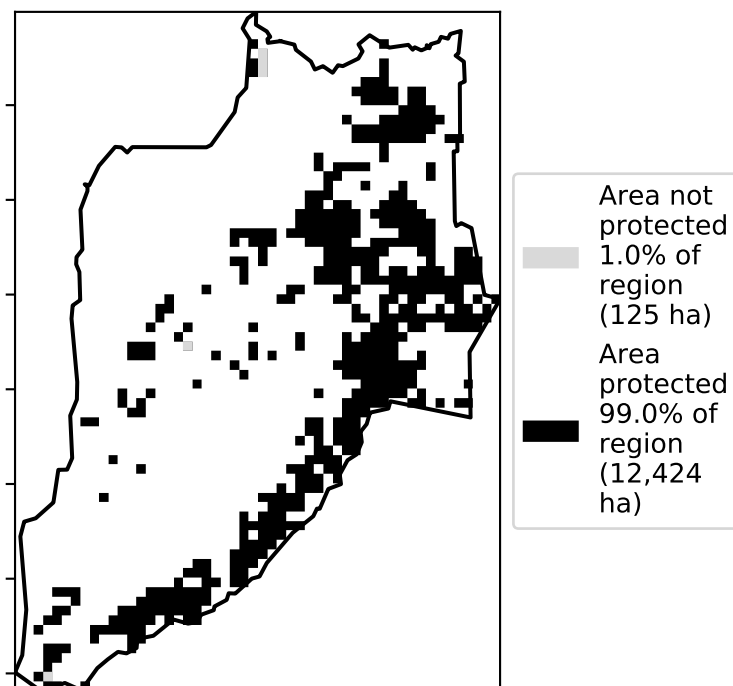 Area not
protected
1.0% of
region
(125 ha)
Area
protected
99.0% of
region
(12,424
ha)